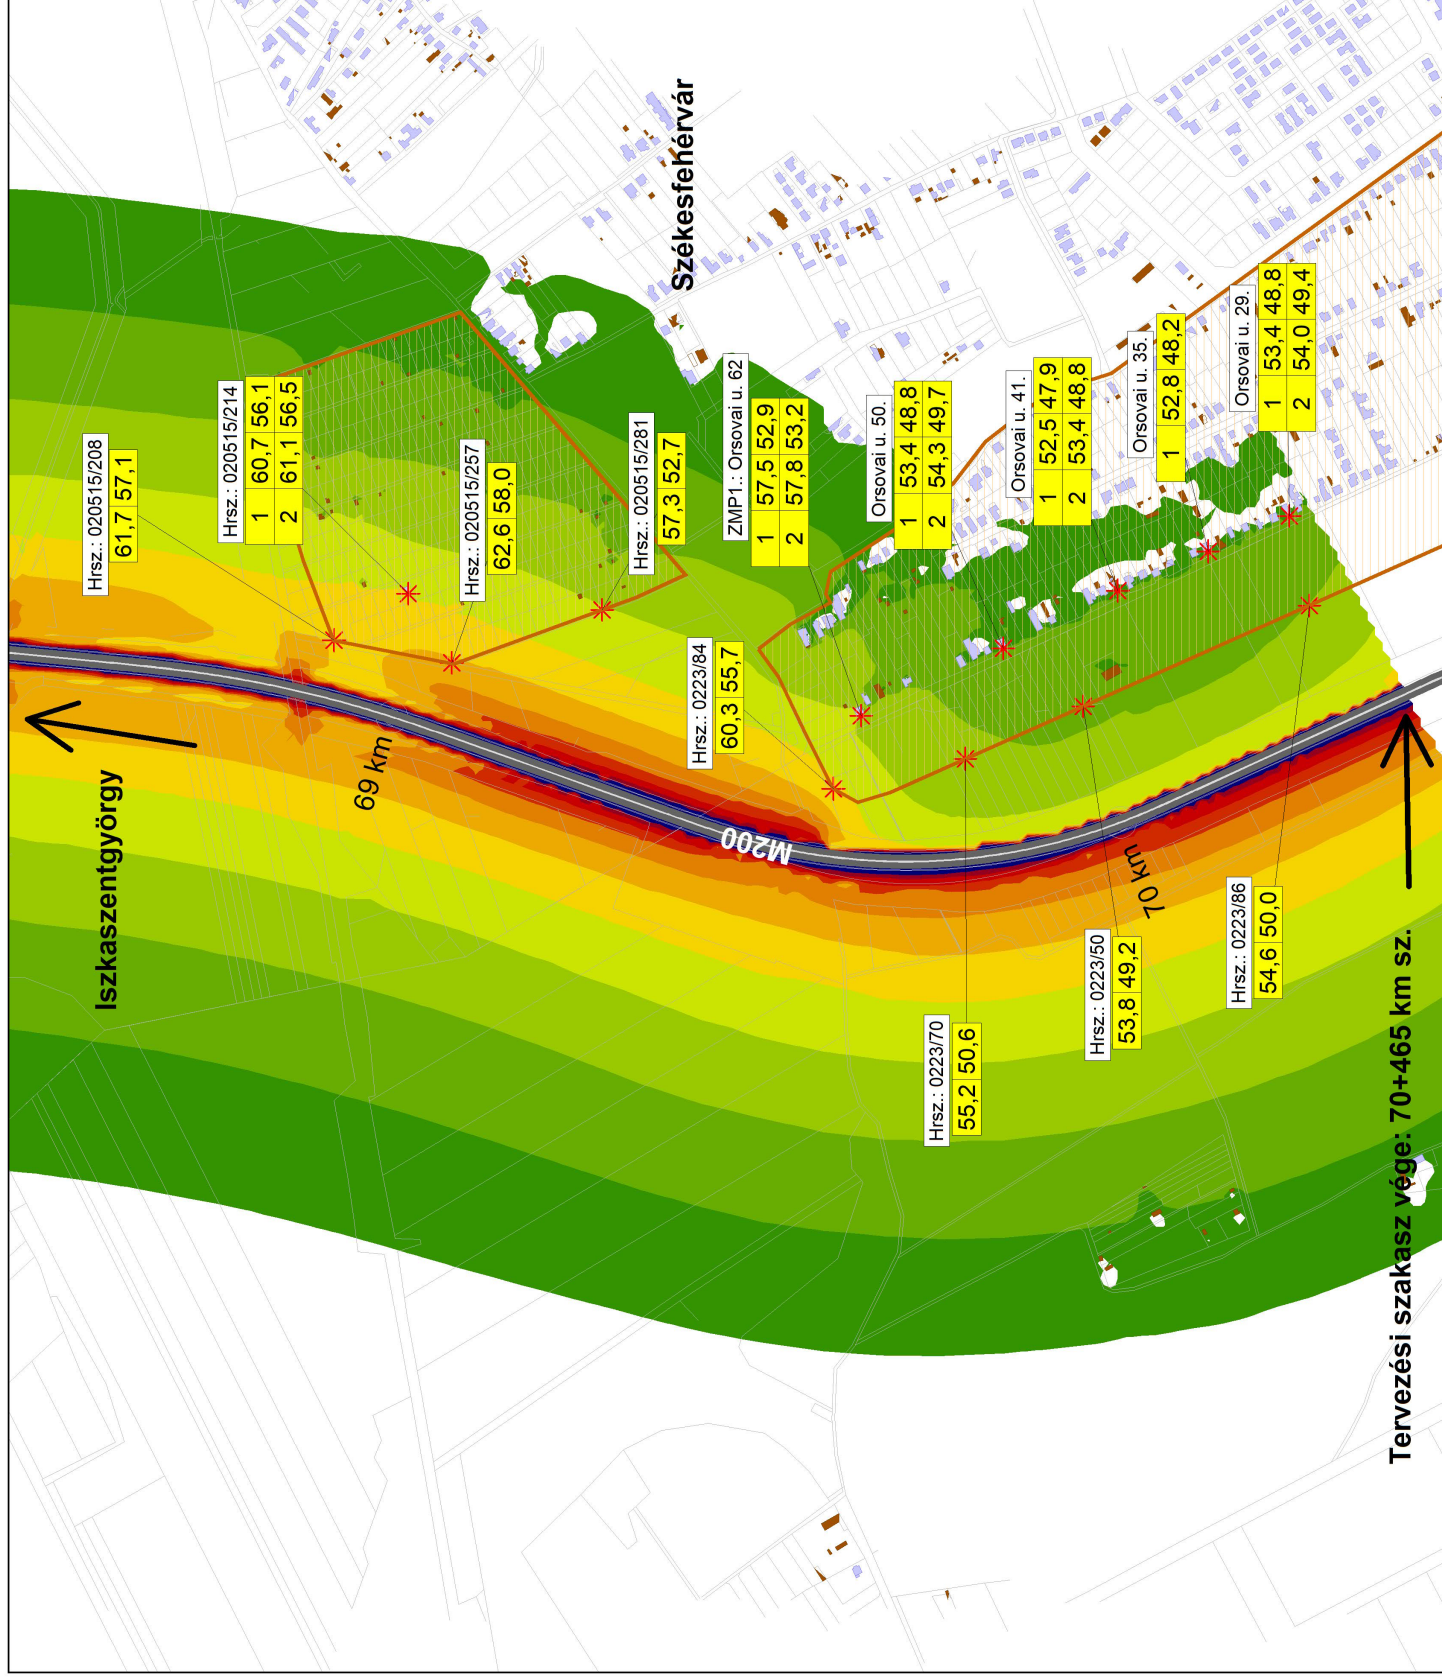 Iszkaszentgyörgy
Székesfehérvár
Hrsz.: 020515/208
61,7 57,1
Hrsz.: 020515/214
1 60,7 56,1
2 61,1 56,5
69 km
Hrsz.: 020515/257
62,6 58,0
Hrsz.: 020515/281
57,3 52,7
Hrsz.: 0223/84
60,3 55,7
ZMP1.: Orsovai u. 62
1 57,5 52,9
2 57,8 53,2
M200
Orsovai u. 50.
1 53,4 48,8
2 54,3 49,7
Hrsz.: 0223/70
55,2 50,6
Orsovai u. 41.
1 52,5 47,9
2 53,4 48,8
Hrsz.: 0223/50
53,8 49,2
70 km
Orsovai u. 35.
1 52,8 48,2
Hrsz.: 0223/86
54,6 50,0
Orsovai u. 29.
1 53,4 48,8
2 54,0 49,4
Tervezési szakasz vége: 70+465 km sz.